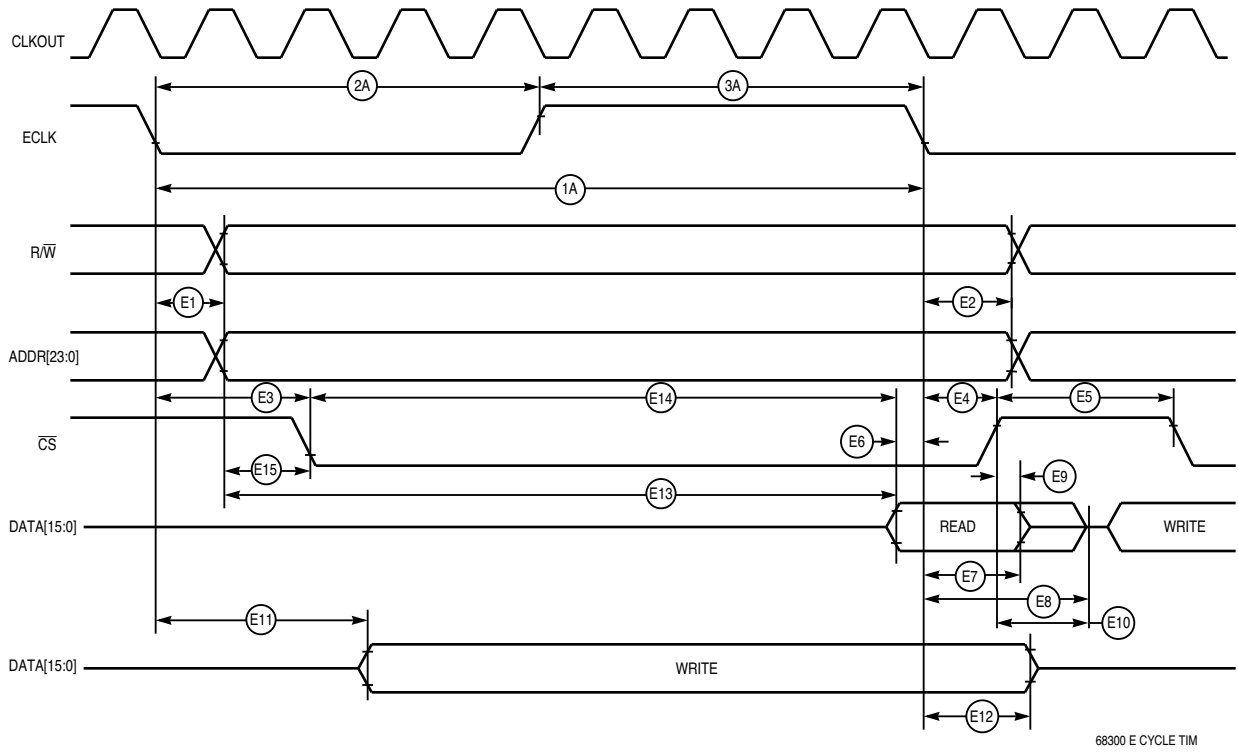 CLKOUT
2A
3A
ECLK
1A
R/W̅
E1
E2
ADDR[23:0]
E3
E14
E4
E5
C̅S̅
E6
E15
E9
E13
DATA[15:0]
READ
WRITE
E7
E8
E11
E10
DATA[15:0]
WRITE
E12
68300 E CYCLE TIM